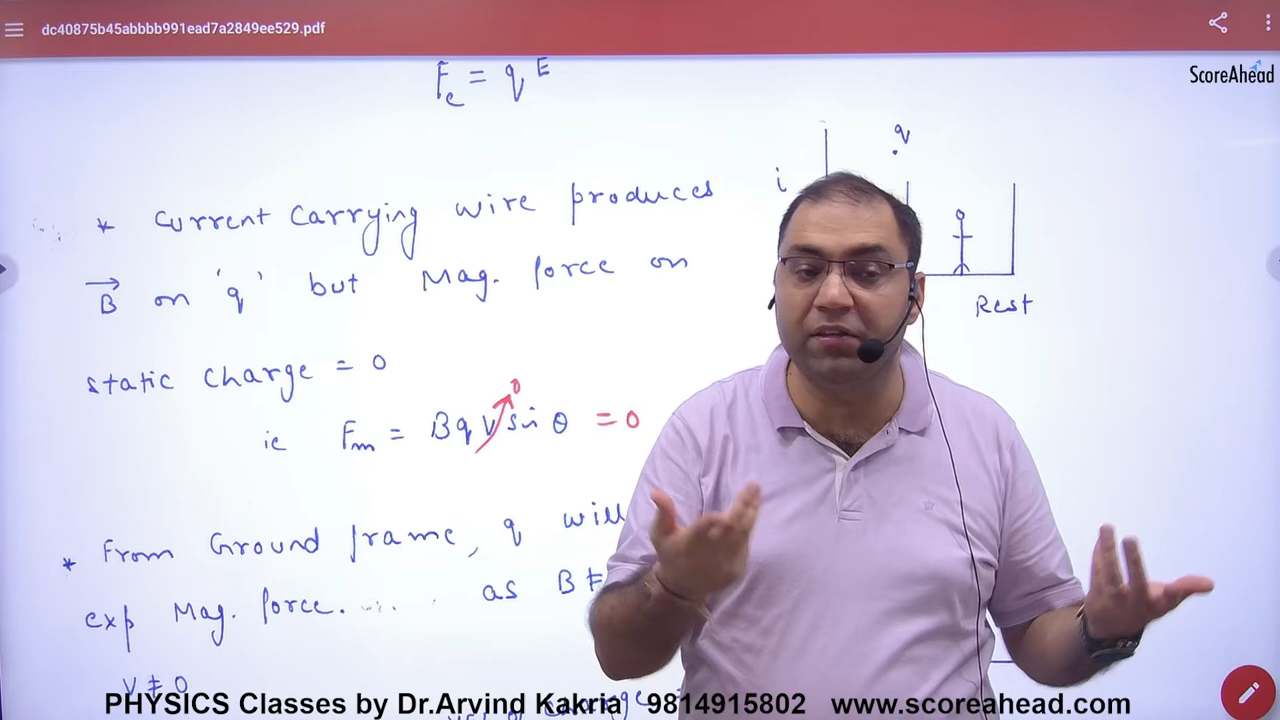 dc40875b45abbbb991ead7a2849ee529.pdf
ScoreAhead
Fe = qE
q
i
* Current Carrying wire produces
B on 'q' but Mag. force on
Rest
static charge = 0
ie Fm = Bq v sin θ = 0
0
* From Ground frame, q will
exp Mag. force. as B ≠
v ≠ 0
PHYSICS Classes by Dr.Arvind Kakria 9814915802 www.scoreahead.com